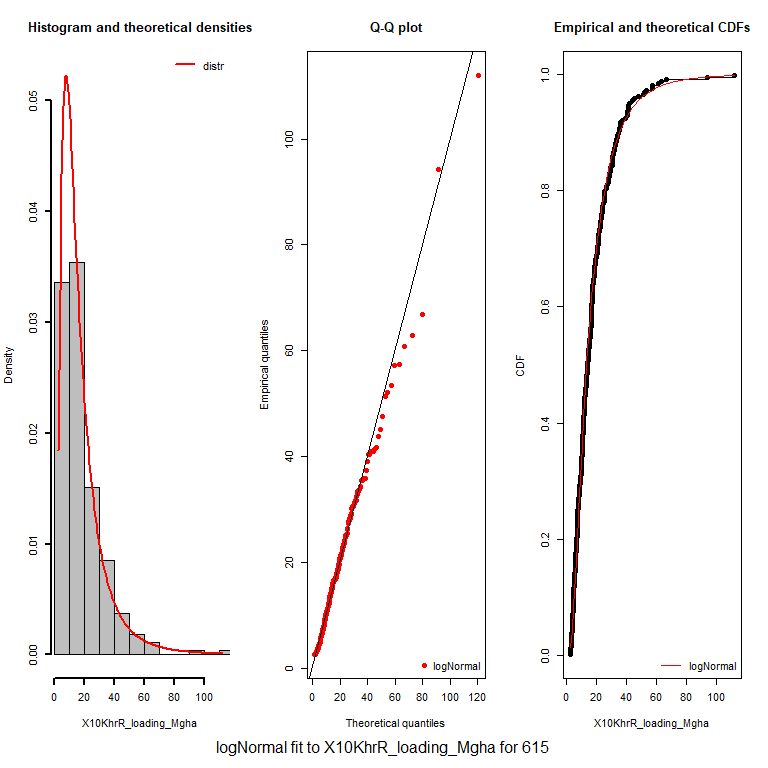 Histogram and theoretical densities
distr
Density
0.00
0.01
0.02
0.03
0.04
0.05
0 20 40 60 80 100
X10KhrR_loading_Mgha
Q-Q plot
Empirical quantiles
0
20
40
60
80
100
logNormal
0 20 40 60 80 100 120
Theoretical quantiles
Empirical and theoretical CDFs
CDF
0.0
0.2
0.4
0.6
0.8
1.0
logNormal
0 20 40 60 80 100
X10KhrR_loading_Mgha
logNormal fit to X10KhrR_loading_Mgha for 615